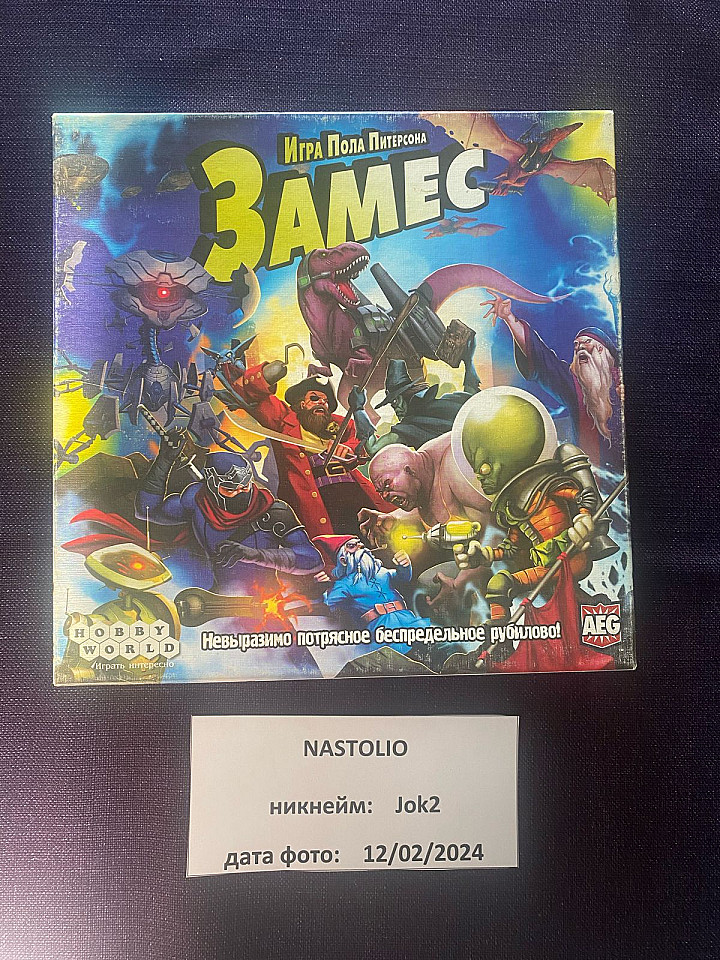 Игра Пола Питерсона
Замес
Невыразимо потрясное беспредельное рубилово!
HOBBY
WORLD
Играть интересно
AEG
NASTOLIO
никнейм: Jok2
дата фото: 12/02/2024